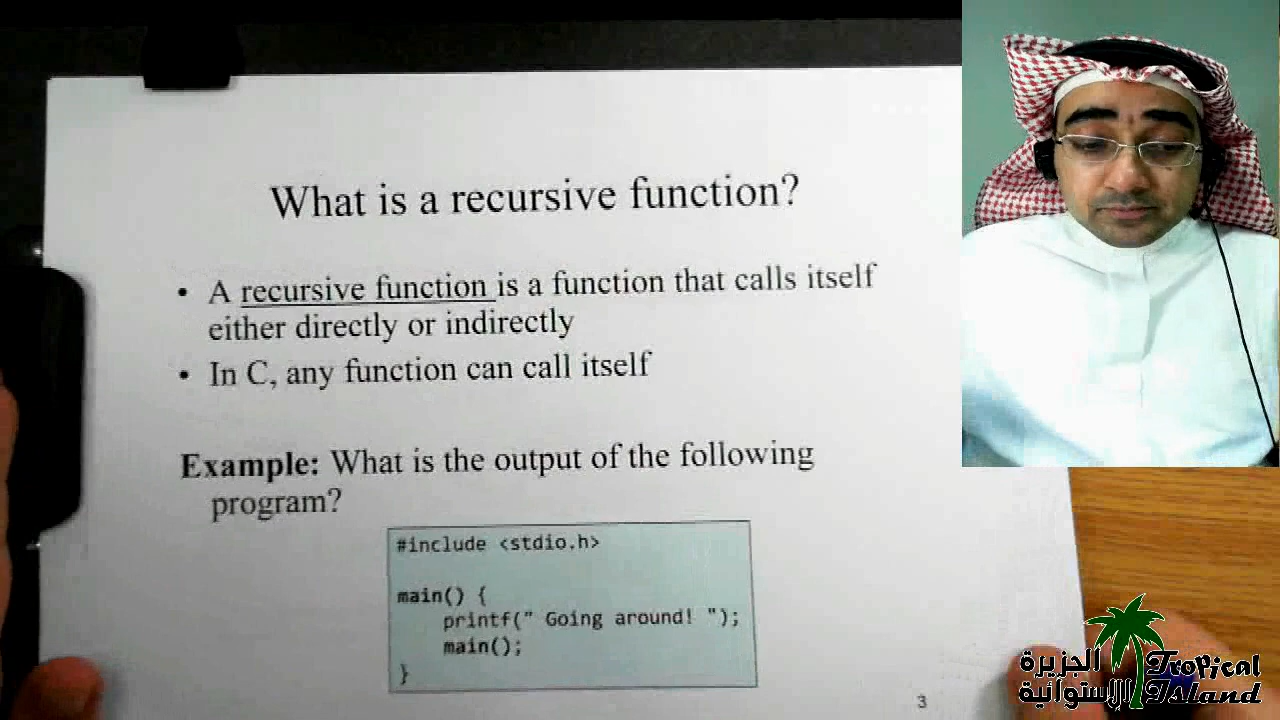 What is a recursive function?
• A recursive function is a function that calls itself
either directly or indirectly
• In C, any function can call itself
Example: What is the output of the following
program?
#include <stdio.h>
main() {
printf(" Going around! ");
main();
}
3
الجزيرة
الإستوائية
Tropical
Island